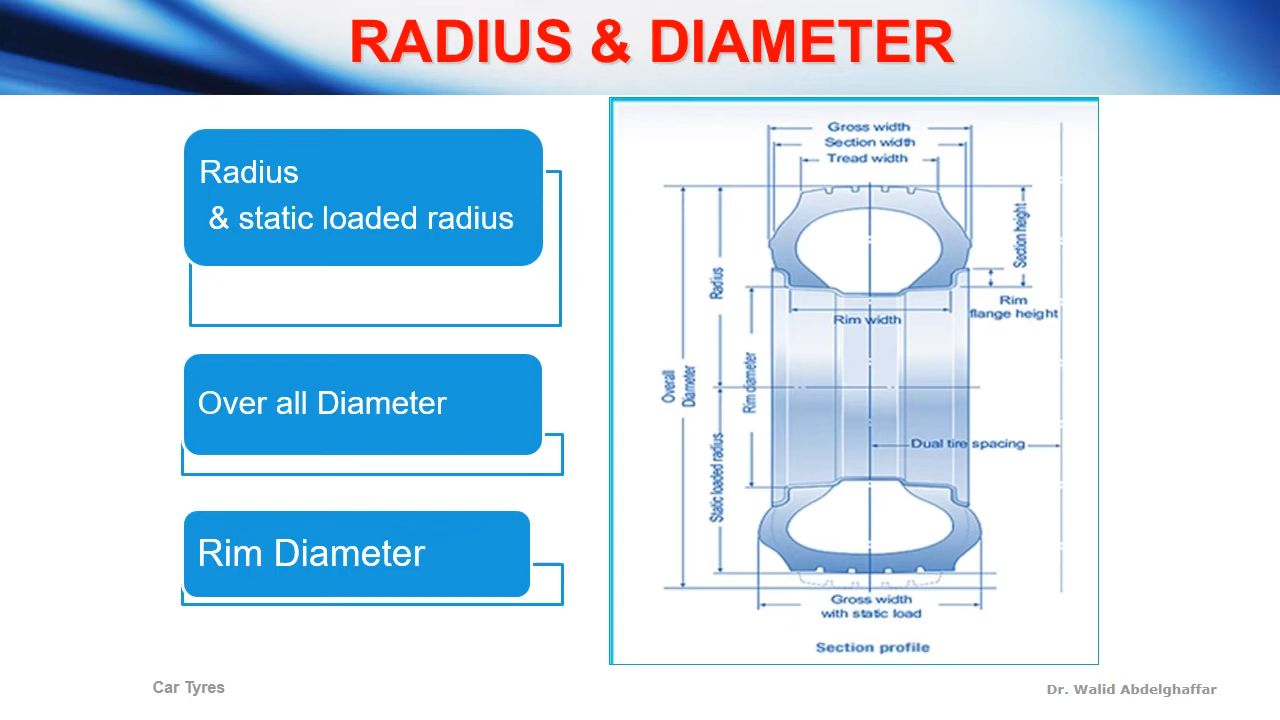 RADIUS & DIAMETER
Radius
& static loaded radius
Over all Diameter
Rim Diameter
Gross width
Section width
Tread width
Section height
Radius
Rim
flange height
Rim width
Overall
Diameter
Rim diameter
Dual tire spacing
Static loaded radius
Gross width
with static load
Section profile
Car Tyres
Dr. Walid Abdelghaffar